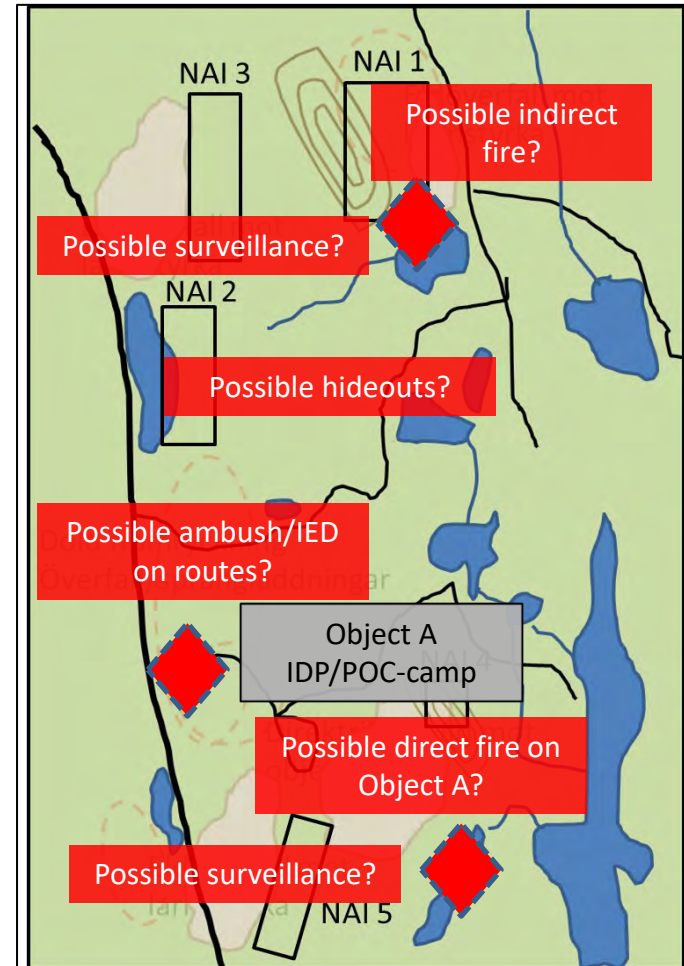 NAI 3
NAI 1
Possible indirect
fire?
Possible surveillance?
NAI 2
Possible hideouts?
Possible ambush/IED
on routes?
Object A
IDP/POC-camp
NAI 4
Possible direct fire on
Object A?
Possible surveillance?
NAI 5